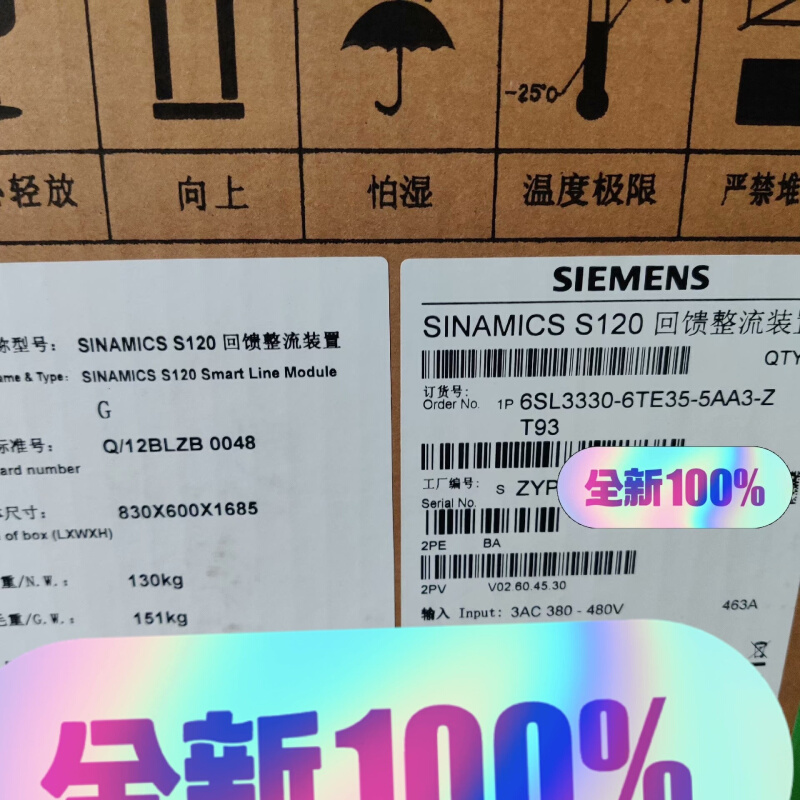 -25°
轻放
向上
怕湿
温度极限
严禁堆
称型号： SINAMICS S120 回馈整流装置
ame & Type: SINAMICS S120 Smart Line Module
G
标准号： Q/12BLZB 0048
ard number
尺寸： 830X600X1685
of box (LXWXH)
重/N.W.： 130kg
毛重/G.W.： 151kg
SIEMENS
SINAMICS S120 回馈整流装置
QTY
订货号：
Order No. 1P 6SL3330-6TE35-5AA3-Z
T93
工厂编号： S ZYP
Serial No.
全新100%
2PE BA
2PV V02.60.45.30
输入 Input: 3AC 380 - 480V 463A
全新100%